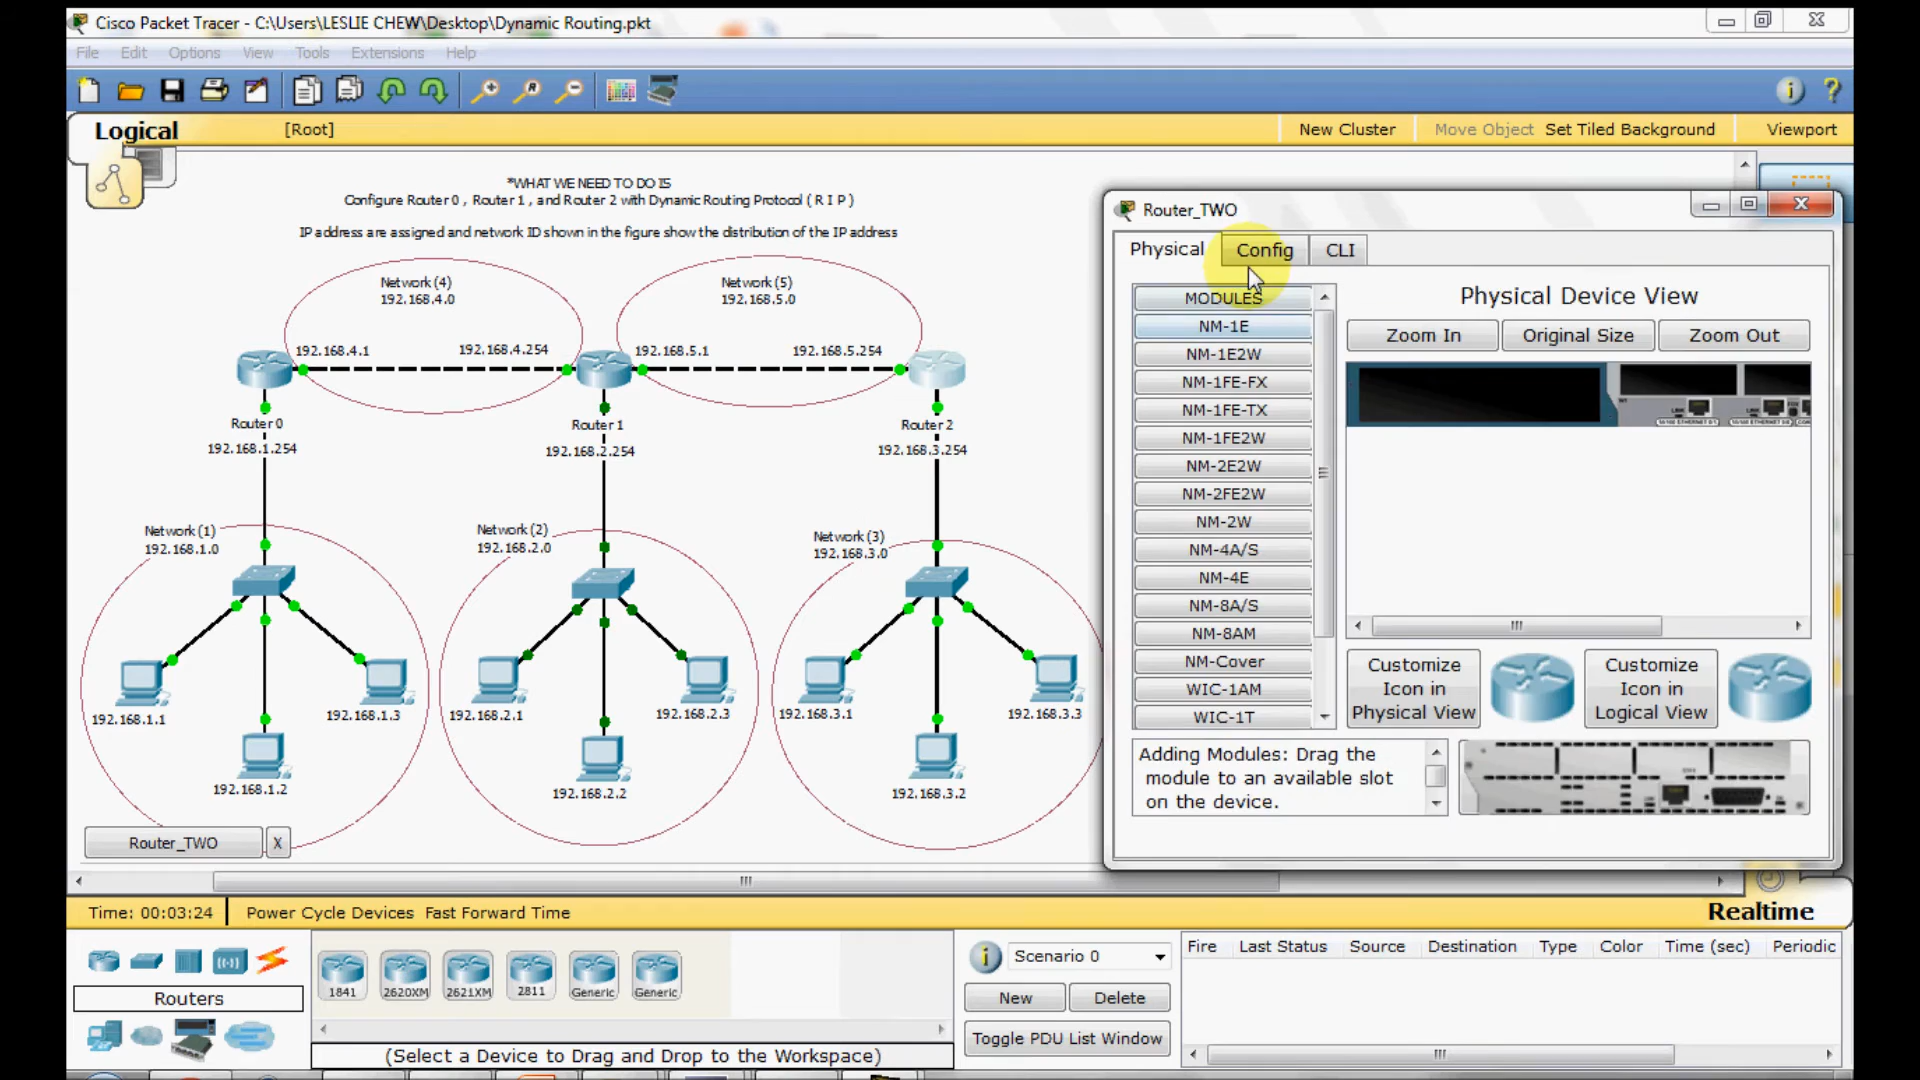 Cisco Packet Tracer - C:\Users\LESLIE CHEW\Desktop\Dynamic Routing.pkt
File Edit Options View Tools Extensions Help
Logical [Root] New Cluster Move Object Set Tiled Background Viewport
*WHAT WE NEED TO DO IS
Configure Router 0 , Router 1 , and Router 2 with Dynamic Routing Protocol ( R I P )
IP address are assigned and network ID shown in the figure show the distribution of the IP address
Network (4)
192.168.4.0
Network (5)
192.168.5.0
192.168.4.1
192.168.4.254
192.168.5.1
192.168.5.254
Router 0
192.168.1.254
Router 1
192.168.2.254
Router 2
192.168.3.254
Network (1)
192.168.1.0
Network (2)
192.168.2.0
Network (3)
192.168.3.0
192.168.1.1
192.168.1.3
192.168.1.2
192.168.2.1
192.168.2.3
192.168.2.2
192.168.3.1
192.168.3.3
192.168.3.2
Router_TWO X
Router_TWO
Physical Config CLI
MODULES
NM-1E
NM-1E2W
NM-1FE-FX
NM-1FE-TX
NM-1FE2W
NM-2E2W
NM-2FE2W
NM-2W
NM-4A/S
NM-4E
NM-8A/S
NM-8AM
NM-Cover
WIC-1AM
WIC-1T
Physical Device View
Zoom In Original Size Zoom Out
Customize
Icon in
Physical View
Customize
Icon in
Logical View
Adding Modules: Drag the
module to an available slot
on the device.
Time: 00:03:24 Power Cycle Devices Fast Forward Time Realtime
Routers
1841 2620XM 2621XM 2811 Generic Generic
(Select a Device to Drag and Drop to the Workspace)
Scenario 0
New Delete
Toggle PDU List Window
Fire Last Status Source Destination Type Color Time (sec) Periodic